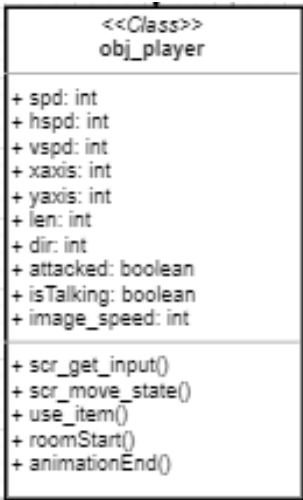 <<Class>>
obj_player
+ spd: int
+ hspd: int
+ vspd: int
+ xaxis: int
+ yaxis: int
+ len: int
+ dir: int
+ attacked: boolean
+ isTalking: boolean
+ image_speed: int
+ scr_get_input()
+ scr_move_state()
+ use_item()
+ roomStart()
+ animationEnd()